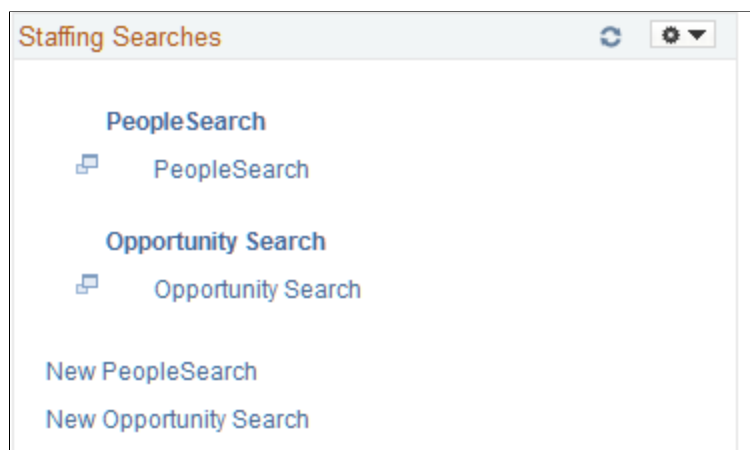 Staffing Searches
PeopleSearch
PeopleSearch
Opportunity Search
Opportunity Search
New PeopleSearch
New Opportunity Search